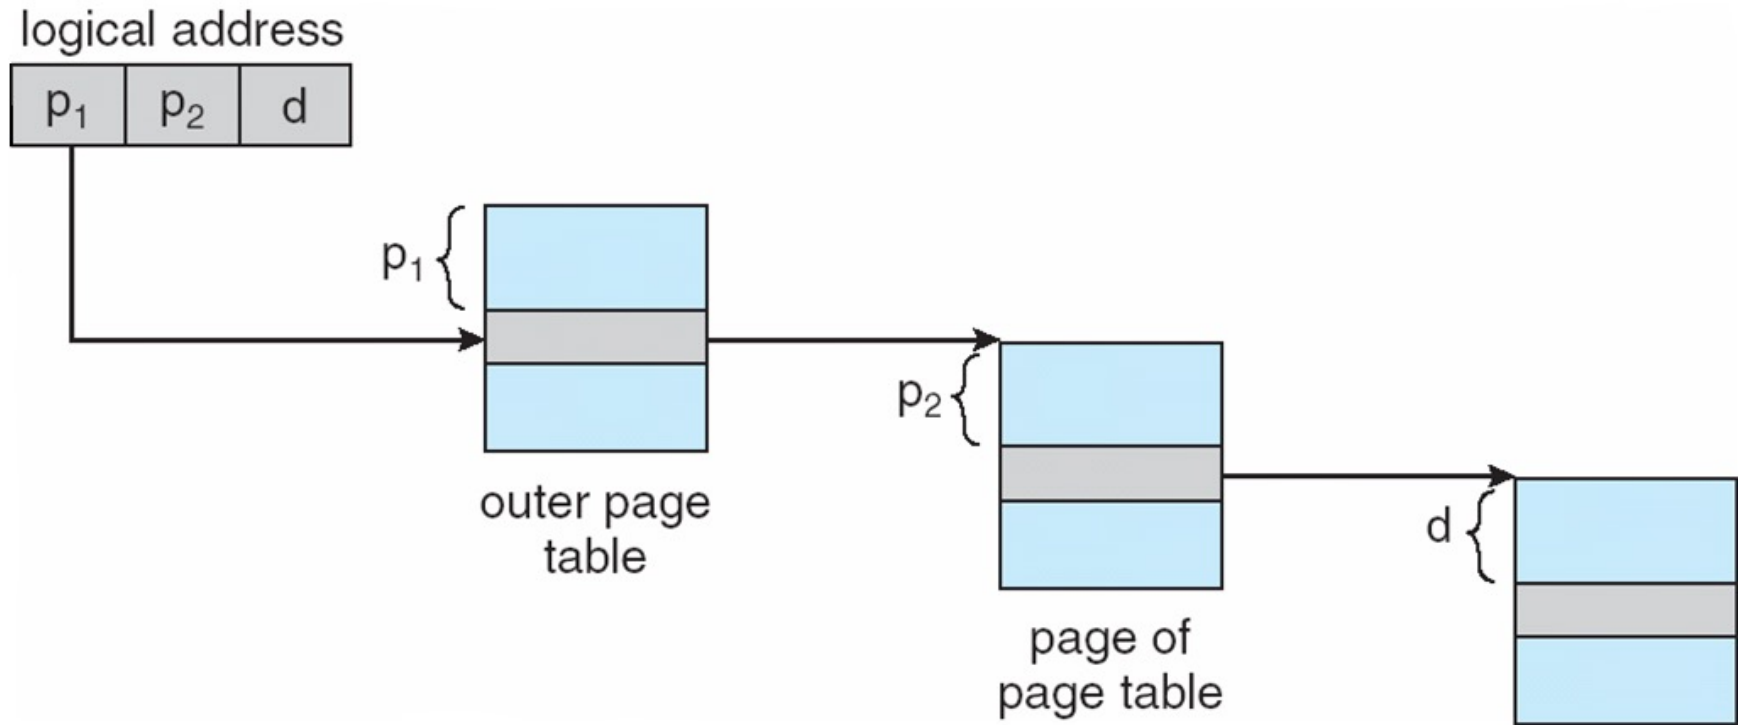 logical address
p₁ p₂ d
p₁
outer page
table
p₂
page of
page table
d